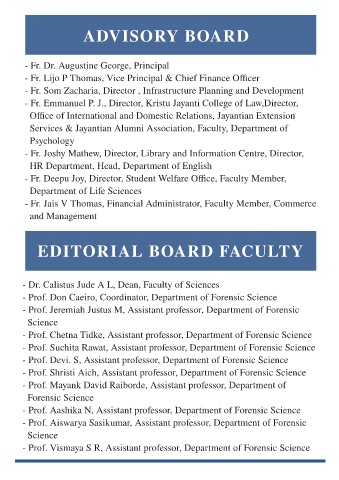 ADVISORY BOARD
- Fr. Dr. Augustine George, Principal
- Fr. Lijo P Thomas, Vice Principal & Chief Finance Officer
- Fr. Som Zacharia, Director , Infrastructure Planning and Development
- Fr. Emmanuel P. J., Director, Kristu Jayanti College of Law,Director,
Office of International and Domestic Relations, Jayantian Extension
Services & Jayantian Alumni Association, Faculty, Department of
Psychology
- Fr. Joshy Mathew, Director, Library and Information Centre, Director,
HR Department, Head, Department of English
- Fr. Deepu Joy, Director, Student Welfare Office, Faculty Member,
Department of Life Sciences
- Fr. Jais V Thomas, Financial Administrator, Faculty Member, Commerce
and Management
EDITORIAL BOARD FACULTY
- Dr. Calistus Jude A L, Dean, Faculty of Sciences
- Prof. Don Caeiro, Coordinator, Department of Forensic Science
- Prof. Jeremiah Justus M, Assistant professor, Department of Forensic
Science
- Prof. Chetna Tidke, Assistant professor, Department of Forensic Science
- Prof. Suchita Rawat, Assistant professor, Department of Forensic Science
- Prof. Devi. S, Assistant professor, Department of Forensic Science
- Prof. Shristi Aich, Assistant professor, Department of Forensic Science
- Prof. Mayank David Raiborde, Assistant professor, Department of
Forensic Science
- Prof. Aashika N, Assistant professor, Department of Forensic Science
- Prof. Aiswarya Sasikumar, Assistant professor, Department of Forensic
Science
- Prof. Vismaya S R, Assistant professor, Department of Forensic Science